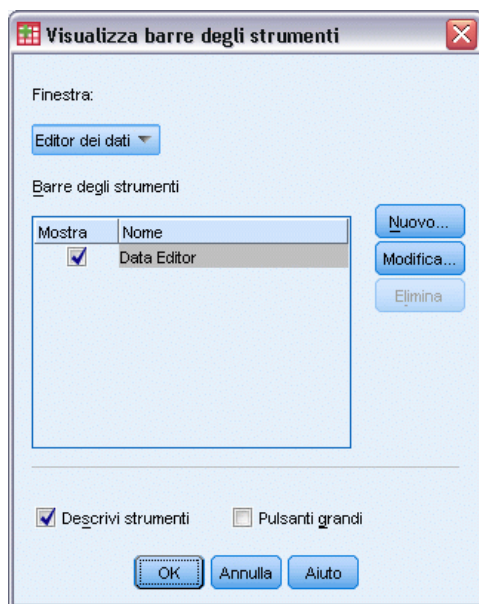 Visualizza barre degli strumenti
Finestra:
Editor dei dati
Barre degli strumenti
Mostra Nome
Data Editor
Nuovo...
Modifica...
Elimina
Descrivi strumenti Pulsanti grandi
OK Annulla Aiuto